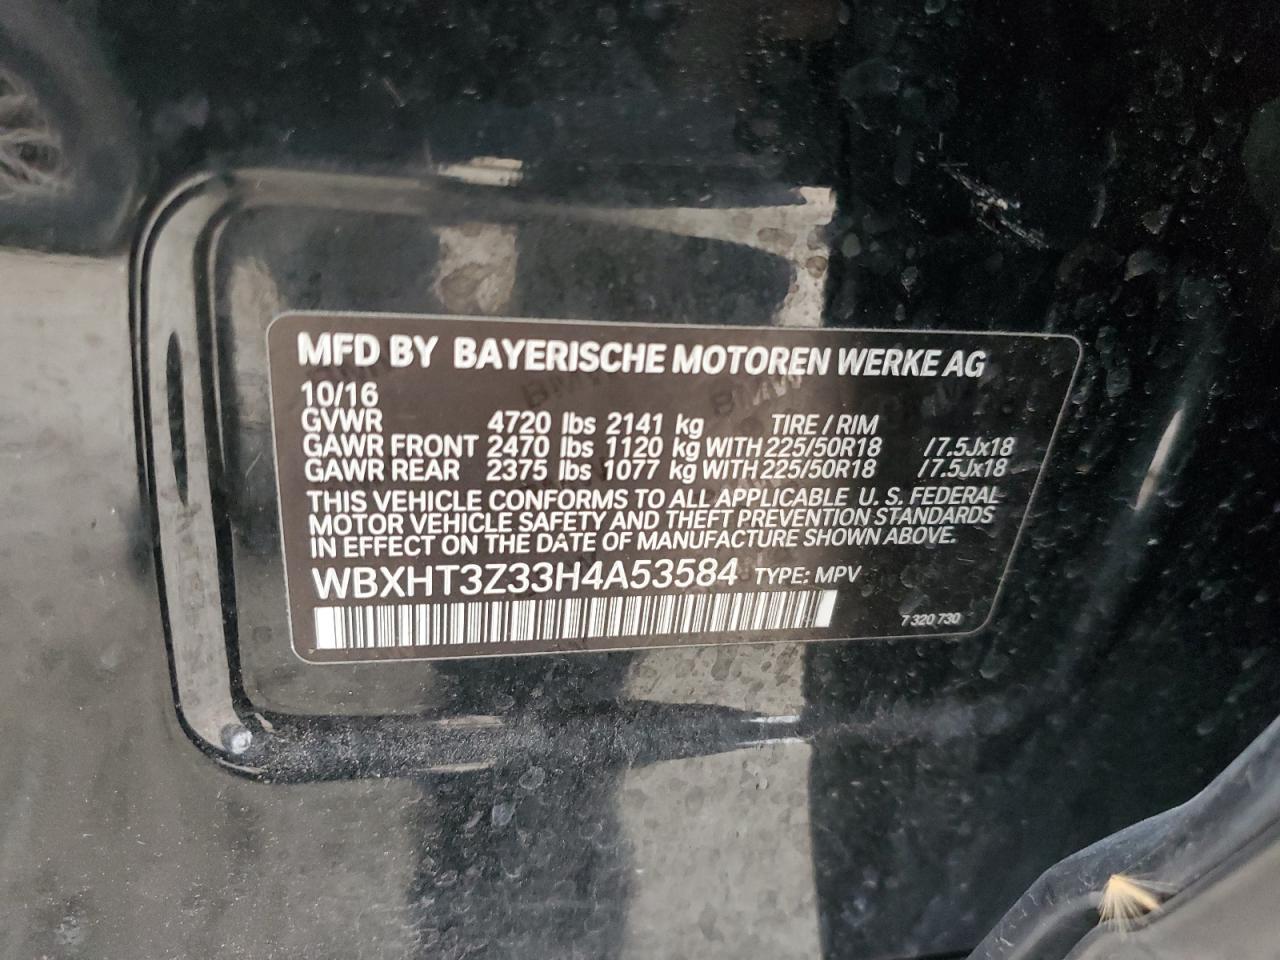 MFD BY BAYERISCHE MOTOREN WERKE AG
10/16
GVWR 4720 lbs 2141 kg TIRE / RIM
GAWR FRONT 2470 lbs 1120 kg WITH 225/50R18 /7.5Jx18
GAWR REAR 2375 lbs 1077 kg WITH 225/50R18 /7.5Jx18
THIS VEHICLE CONFORMS TO ALL APPLICABLE U. S. FEDERAL
MOTOR VEHICLE SAFETY AND THEFT PREVENTION STANDARDS
IN EFFECT ON THE DATE OF MANUFACTURE SHOWN ABOVE.
WBXHT3Z33H4A53584 TYPE: MPV
7 320 730